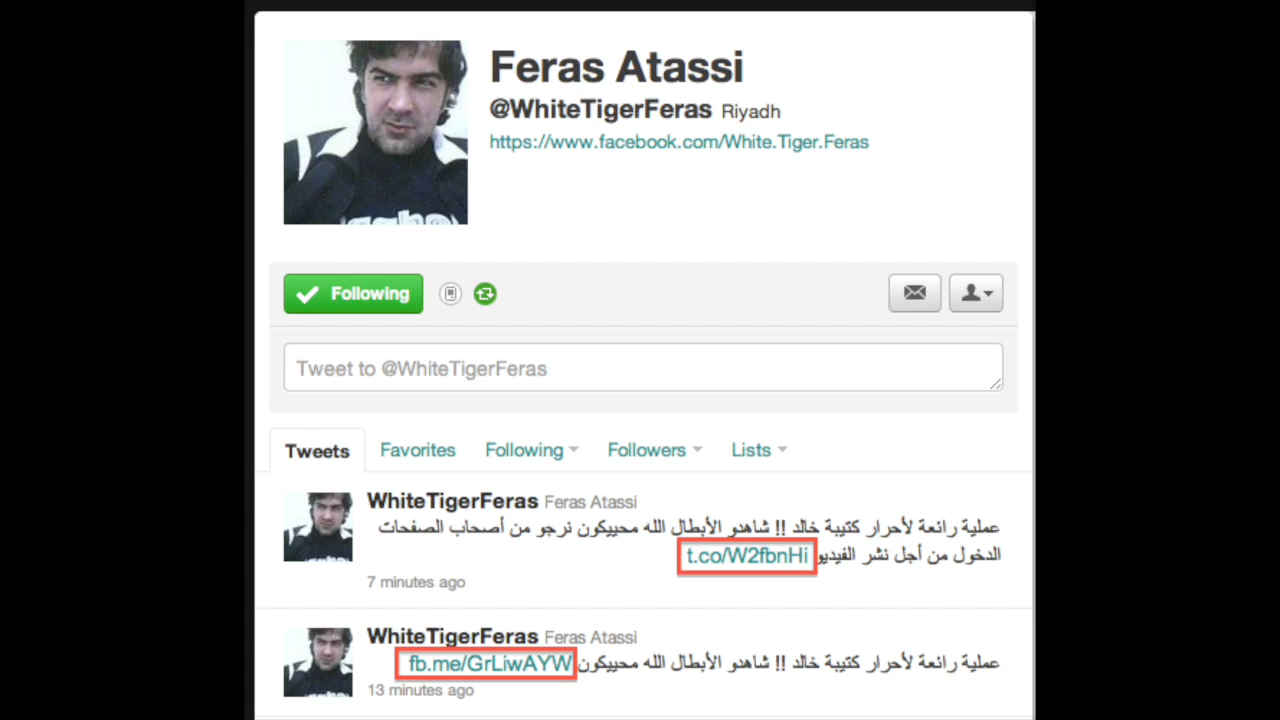 Feras Atassi
@WhiteTigerFeras Riyadh
https://www.facebook.com/White.Tiger.Feras
Following
Tweet to @WhiteTigerFeras
Tweets Favorites Following Followers Lists
WhiteTigerFeras Feras Atassi
عملية رائعة لأحرار كتيبة خالد !! شاهدو الأبطال الله محييكون نرجو من أصحاب الصفحات
الدخول من أجل نشر الفيديو t.co/W2fbnHi
7 minutes ago
WhiteTigerFeras Feras Atassi
عملية رائعة لأحرار كتيبة خالد !! شاهدو الأبطال الله محييكون fb.me/GrLiwAYW
13 minutes ago